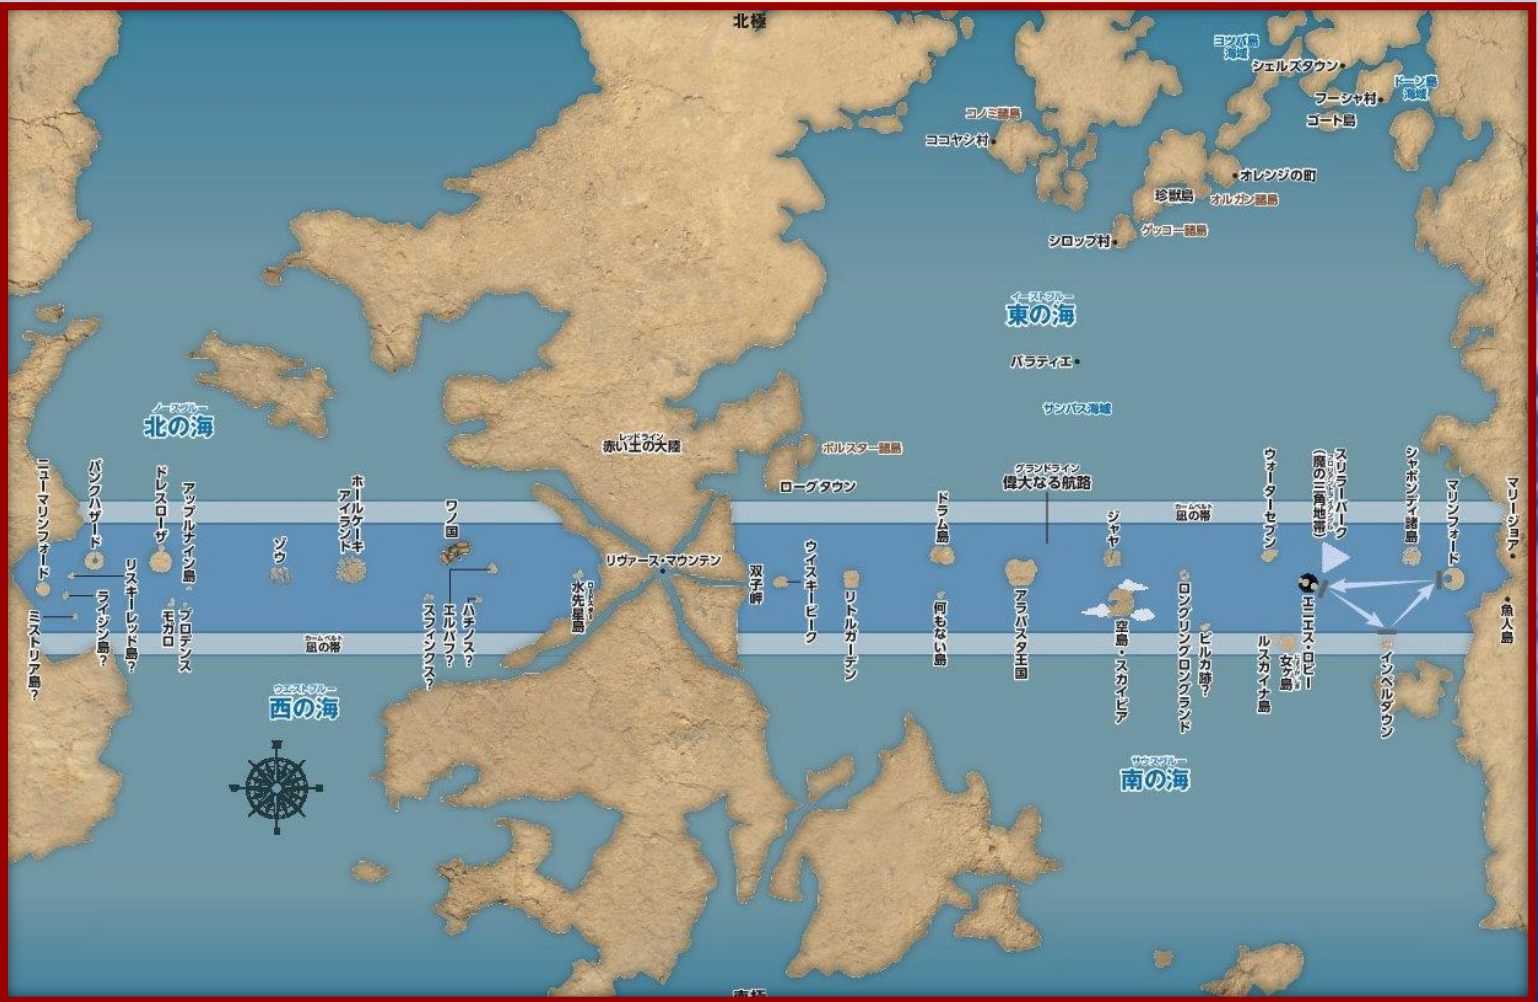 北極
ヨツバ島
海域
シェルズタウン
ドーン島
海域
フーシャ村
ゴート島
コノミ諸島
ココヤシ村
オレンジの町
珍獣島
オルガン諸島
ゲッコー諸島
シロップ村
イーストブルー
東の海
バラティエ
サンバス海域
ノースブルー
北の海
レッドライン
赤い土の大陸
ポルスター諸島
ローグタウン
グランドライン
偉大なる航路
カームベルト
凪の帯
ニューマリンフォード
パンクハザード
ドレスローザ
アップルナイン島
ゾウ
ホールケーキ
アイランド
ワノ国
リヴァース・マウンテン
双子岬
ウイスキーピーク
リトルガーデン
ドラム島
何もない島
アラバスタ王国
ジャヤ
空島・スカイピア
ロングリングロングランド
ビルカ跡？
ウォーターセブン
スリラーバーク
(魔の三角地帯)
シャボンディ諸島
マリンフォード
マリージョア
魚人島
エニエス・ロビー
女ヶ島
ルスカイナ島
インペルダウン
ミストリア島？
ライジン島？
リスキーレッド島？
モガロ
プロデンス
カームベルト
凪の帯
スフィンクス？
エルバフ？
ハチノス？
水先星島
ウエストブルー
西の海
サウスブルー
南の海